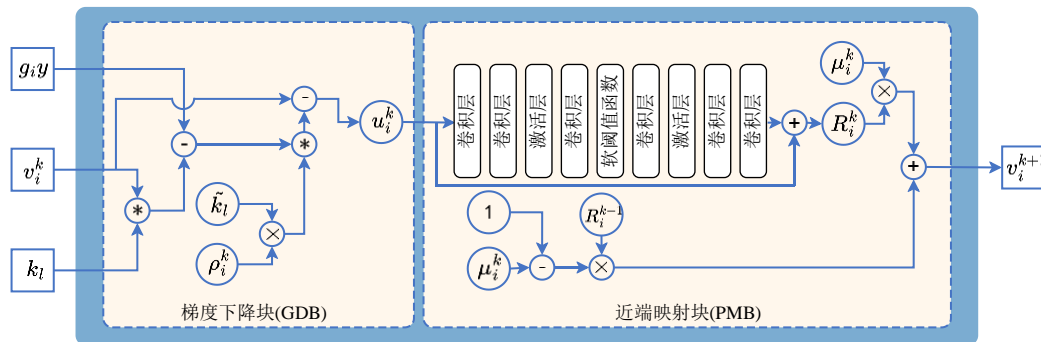 g_i y
v_i^k
k_l
-
*
-
*
k̃_l
×
ρ_i^k
u_i^k
梯度下降块(GDB)
卷积层
卷积层
激活层
卷积层
软阈值函数
卷积层
激活层
卷积层
卷积层
+
R_i^k
μ_i^k
×
+
1
R_i^{k-1}
μ_i^k
-
×
近端映射块(PMB)
v_i^{k+1}